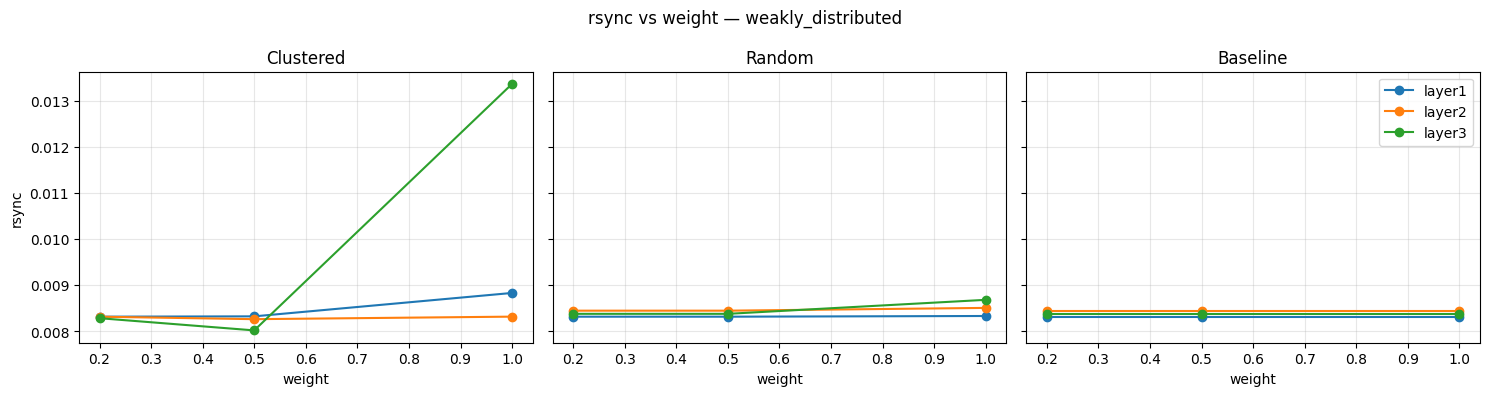 rsync vs weight — weakly_distributed
Clustered
Random
Baseline
layer1
layer2
layer3
0.013
0.012
0.011
0.010
0.009
0.008
rsync
0.2 0.3 0.4 0.5 0.6 0.7 0.8 0.9 1.0
0.2 0.3 0.4 0.5 0.6 0.7 0.8 0.9 1.0
0.2 0.3 0.4 0.5 0.6 0.7 0.8 0.9 1.0
weight
weight
weight